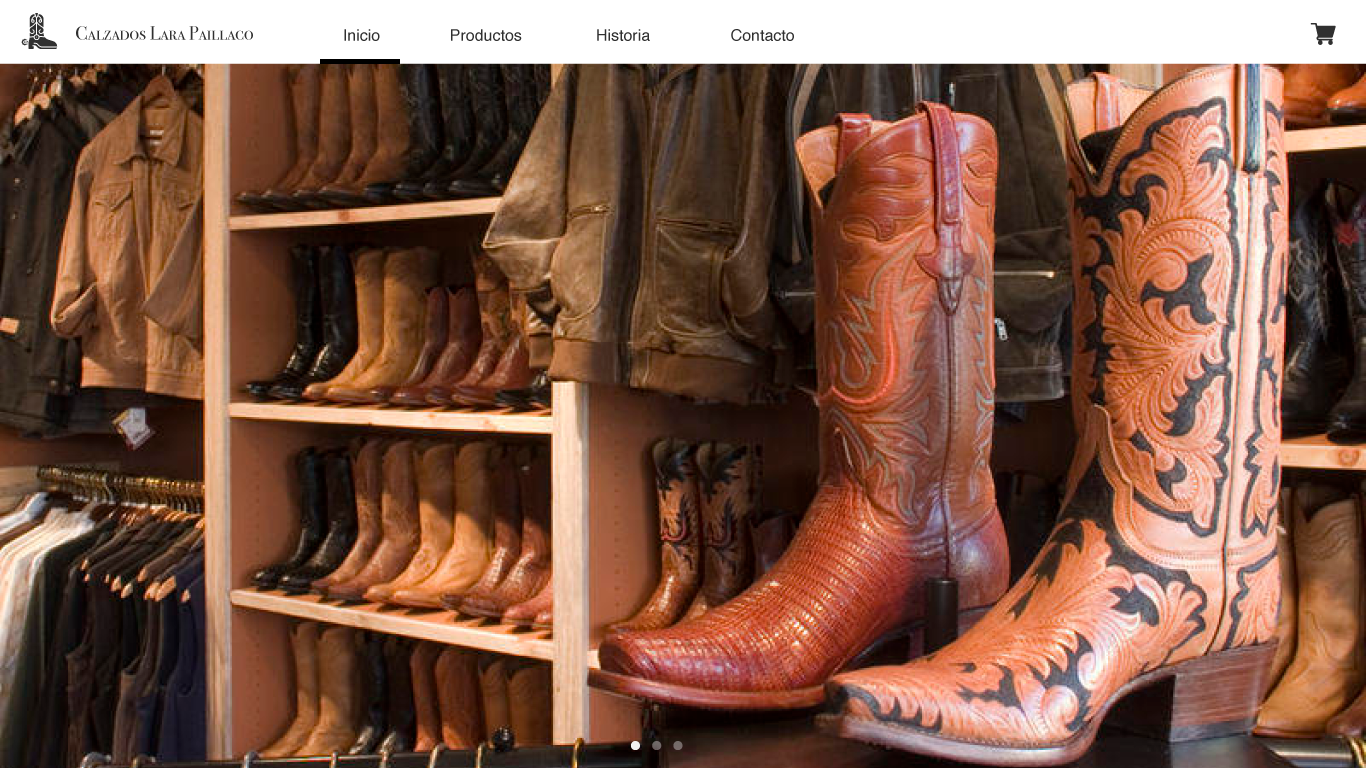 Calzados Lara Paillaco
Inicio
Productos
Historia
Contacto